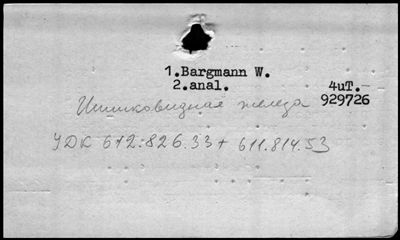 1.Bargmann W.
2.anal.
4uT.-
929726
Шишковидная железа
УДК 612.826.33 + 611.814.53